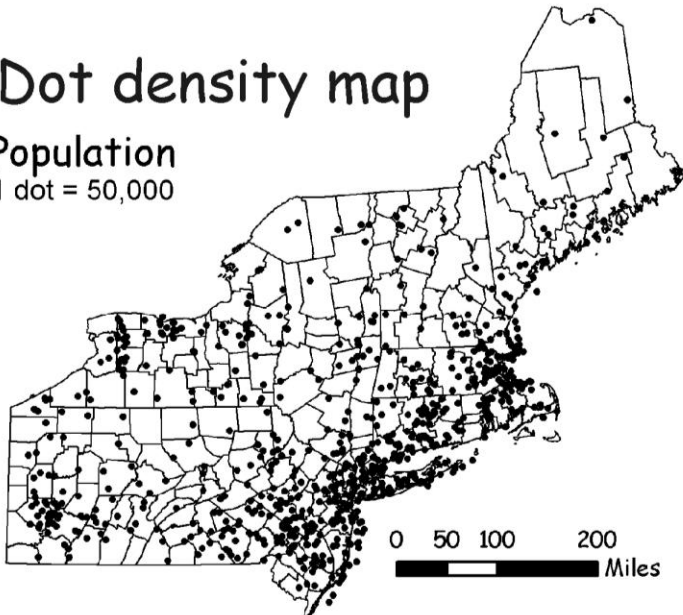 Dot density map
Population
1 dot = 50,000
0 50 100 200
Miles